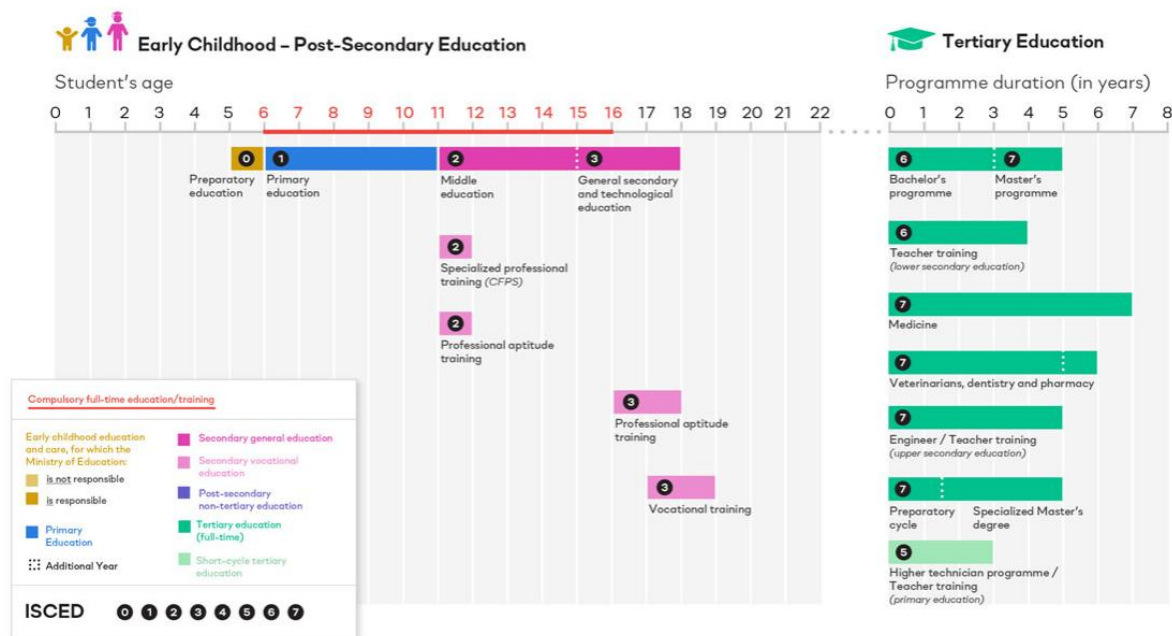 Early Childhood – Post-Secondary Education
Student's age
0 1 2 3 4 5 6 7 8 9 10 11 12 13 14 15 16 17 18 19 20 21 22
0
Preparatory
education
1
Primary
education
2
Middle
education
3
General secondary
and technological
education
2
Specialized professional
training (CFPS)
2
Professional aptitude
training
3
Professional aptitude
training
3
Vocational training
Tertiary Education
Programme duration (in years)
0 1 2 3 4 5 6 7 8
6
Bachelor's
programme
7
Master's
programme
6
Teacher training
(lower secondary education)
7
Medicine
7
Veterinarians, dentistry and pharmacy
7
Engineer / Teacher training
(upper secondary education)
7
Preparatory
cycle
Specialized Master's
degree
5
Higher technician programme /
Teacher training
(primary education)
Compulsory full-time education/training
Early childhood education
and care, for which the
Ministry of Education:
is not responsible
is responsible
Primary
Education
Additional Year
Secondary general education
Secondary vocational
education
Post-secondary
non-tertiary education
Tertiary education
(full-time)
Short-cycle tertiary
education
ISCED 0 1 2 3 4 5 6 7